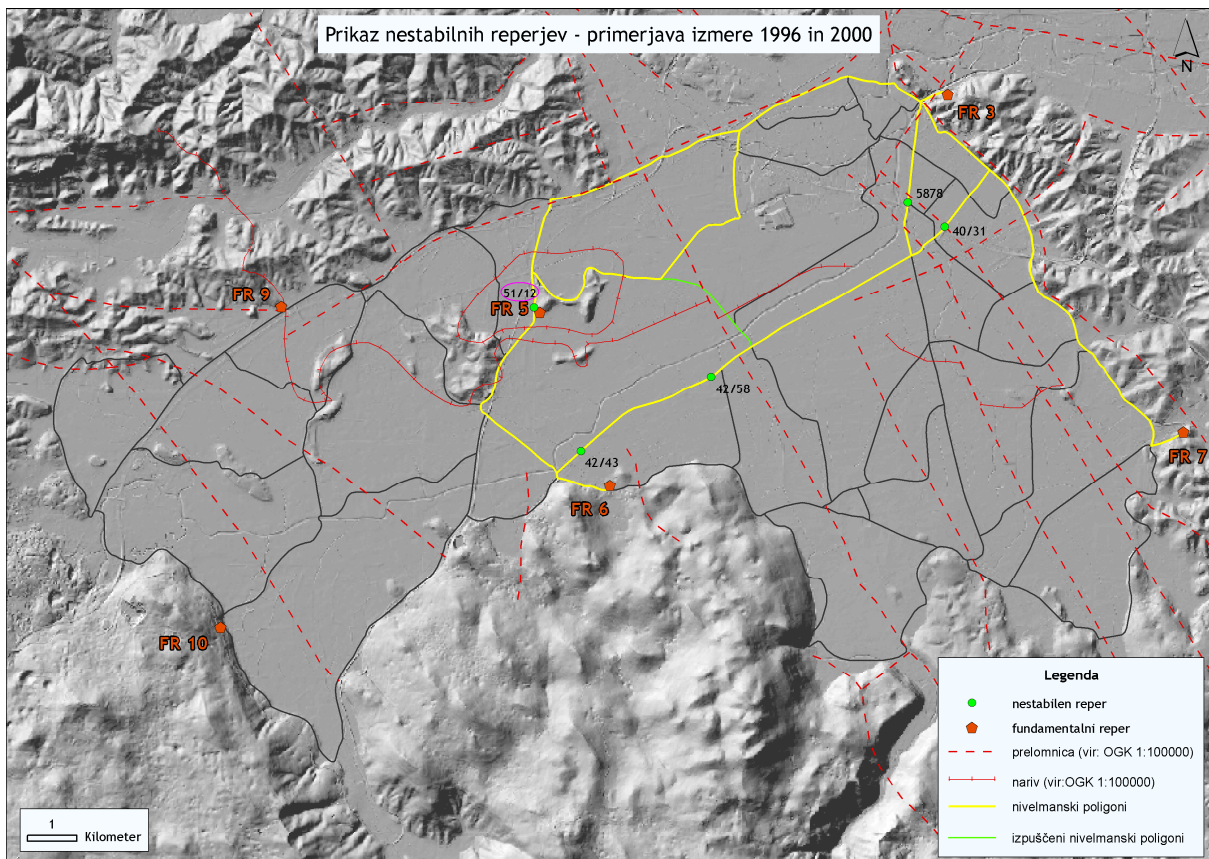 Prikaz nestabilnih reperjev - primerjava izmere 1996 in 2000
N
FR 3
5878
40/31
FR 9
51/12
FR 5
42/58
42/43
FR 7
FR 6
FR 10
Legenda
nestabilen reper
fundamentalni reper
prelomnica (vir: OGK 1:100000)
nariv (vir:OGK 1:100000)
nivelmanski poligoni
izpuščeni nivelmanski poligoni
1
Kilometer